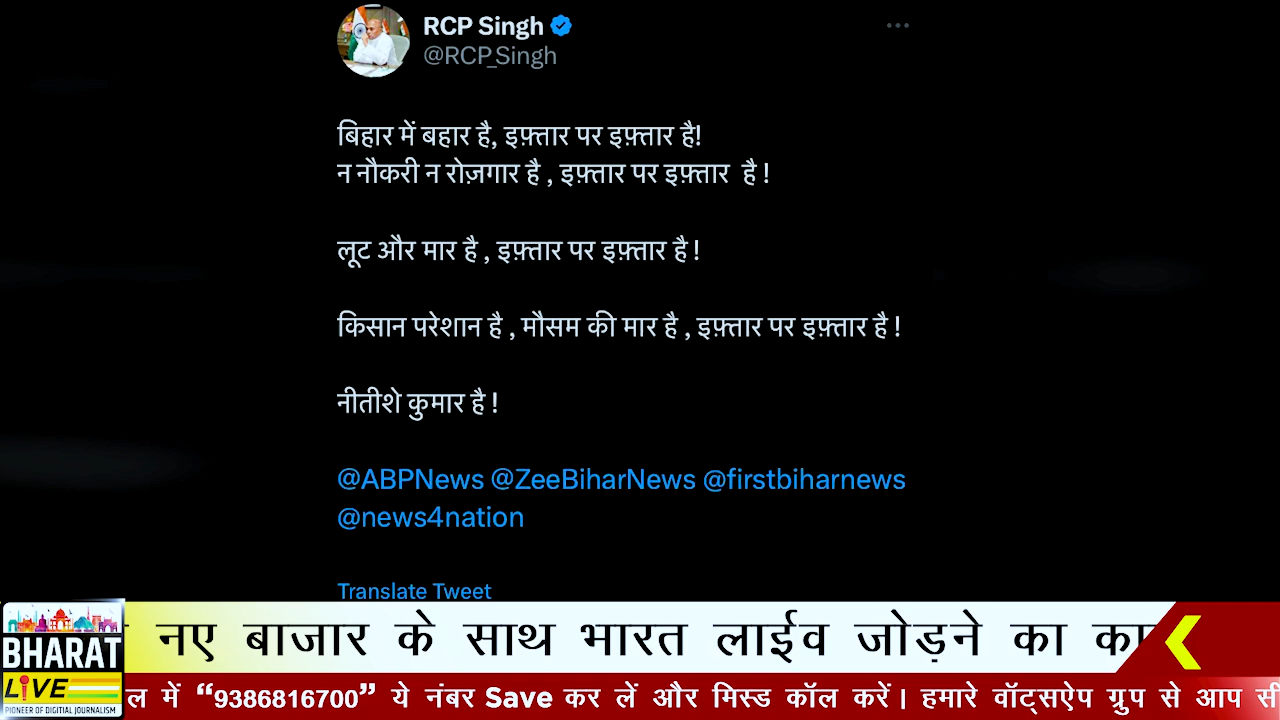 RCP Singh
@RCP_Singh
बिहार में बहार है, इफ़्तार पर इफ़्तार है!
न नौकरी न रोज़गार है , इफ़्तार पर इफ़्तार  है !
लूट और मार है , इफ़्तार पर इफ़्तार है !
किसान परेशान है , मौसम की मार है , इफ़्तार पर इफ़्तार है !
नीतीशे कुमार है !
@ABPNews @ZeeBiharNews @firstbiharnews
@news4nation
Translate Tweet
नए बाजार के साथ भारत लाईव जोड़ने का
BHARAT
LIVE
PIONEER OF DIGITIAL JOURNALISM
में “9386816700” ये नंबर Save कर लें और मिस्ड कॉल करें। हमारे वॉट्सऐप ग्रुप से आप